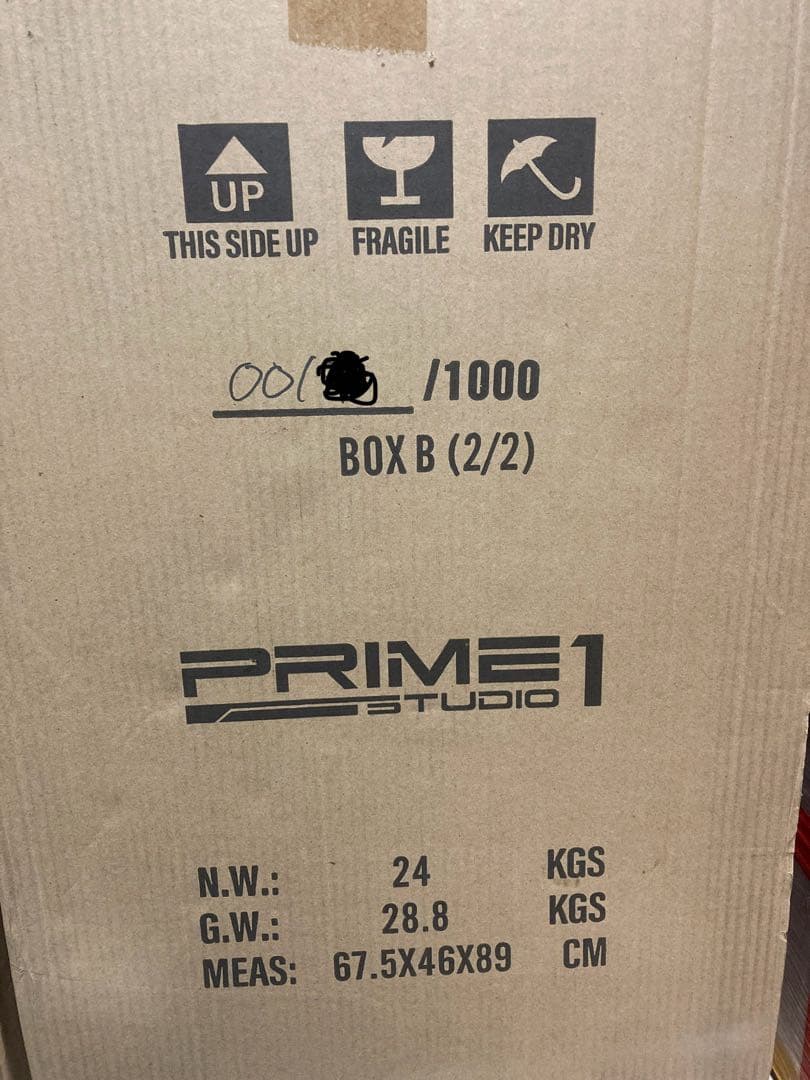 UP
THIS SIDE UP FRAGILE KEEP DRY
001 /1000
BOX B (2/2)
PRIME 1
STUDIO
N.W.: 24 KGS
G.W.: 28.8 KGS
MEAS: 67.5X46X89 CM